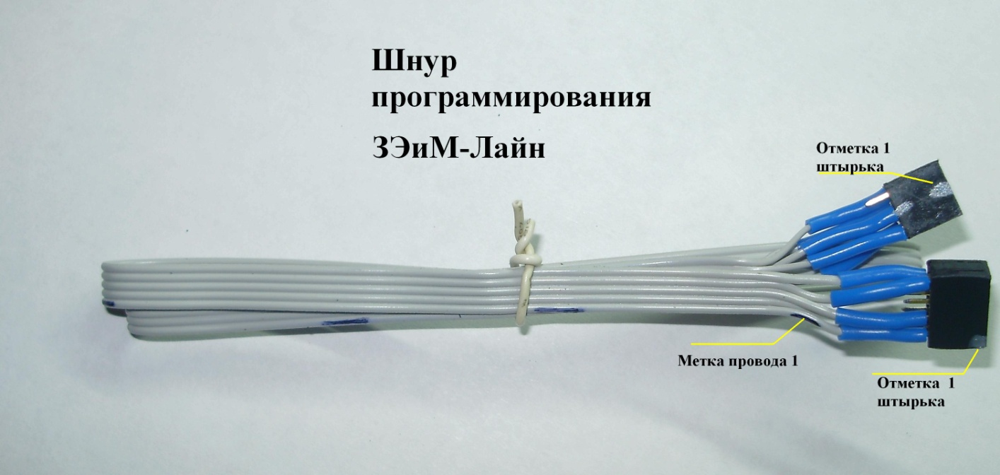 Шнур
программирования
ЗЭиМ-Лайн
Отметка 1
штырька
Метка провода 1
Отметка 1
штырька